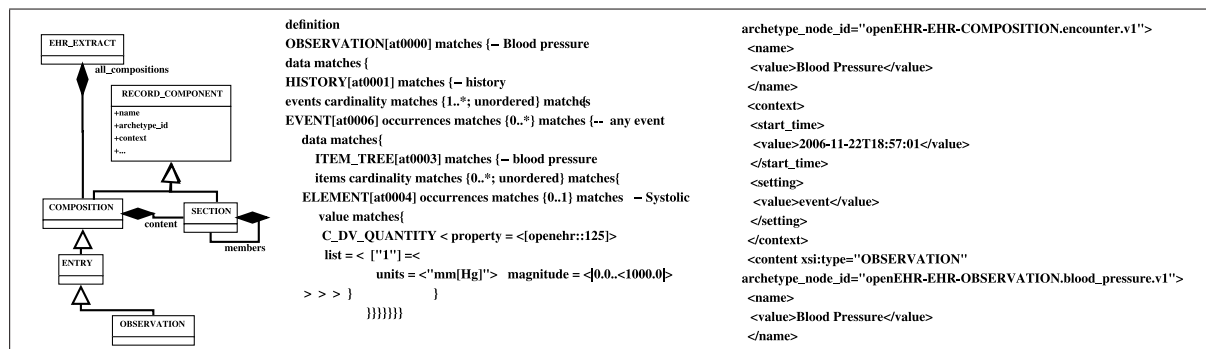 EHR_EXTRACT
all_compositions
RECORD_COMPONENT
+name
+archetype_id
+context
+...
COMPOSITION
content
SECTION
members
ENTRY
OBSERVATION
definition
OBSERVATION[at0000] matches {– Blood pressure
data matches {
HISTORY[at0001] matches {– history
events cardinality matches {1..*; unordered} matches{
EVENT[at0006] occurrences matches {0..*} matches {-- any event
data matches{
ITEM_TREE[at0003] matches {– blood pressure
items cardinality matches {0..*; unordered} matches{
ELEMENT[at0004] occurrences matches {0..1} matches – Systolic
value matches{
C_DV_QUANTITY < property = <[openehr::125]>
list = < ["1"] =<
units = <"mm[Hg]"> magnitude = <|0.0..<1000.0|>
> > > } }
}}}}}}}
archetype_node_id="openEHR-EHR-COMPOSITION.encounter.v1">
<name>
<value>Blood Pressure</value>
</name>
<context>
<start_time>
<value>2006-11-22T18:57:01</value>
</start_time>
<setting>
<value>event</value>
</setting>
</context>
<content xsi:type="OBSERVATION"
archetype_node_id="openEHR-EHR-OBSERVATION.blood_pressure.v1">
<name>
<value>Blood Pressure</value>
</name>